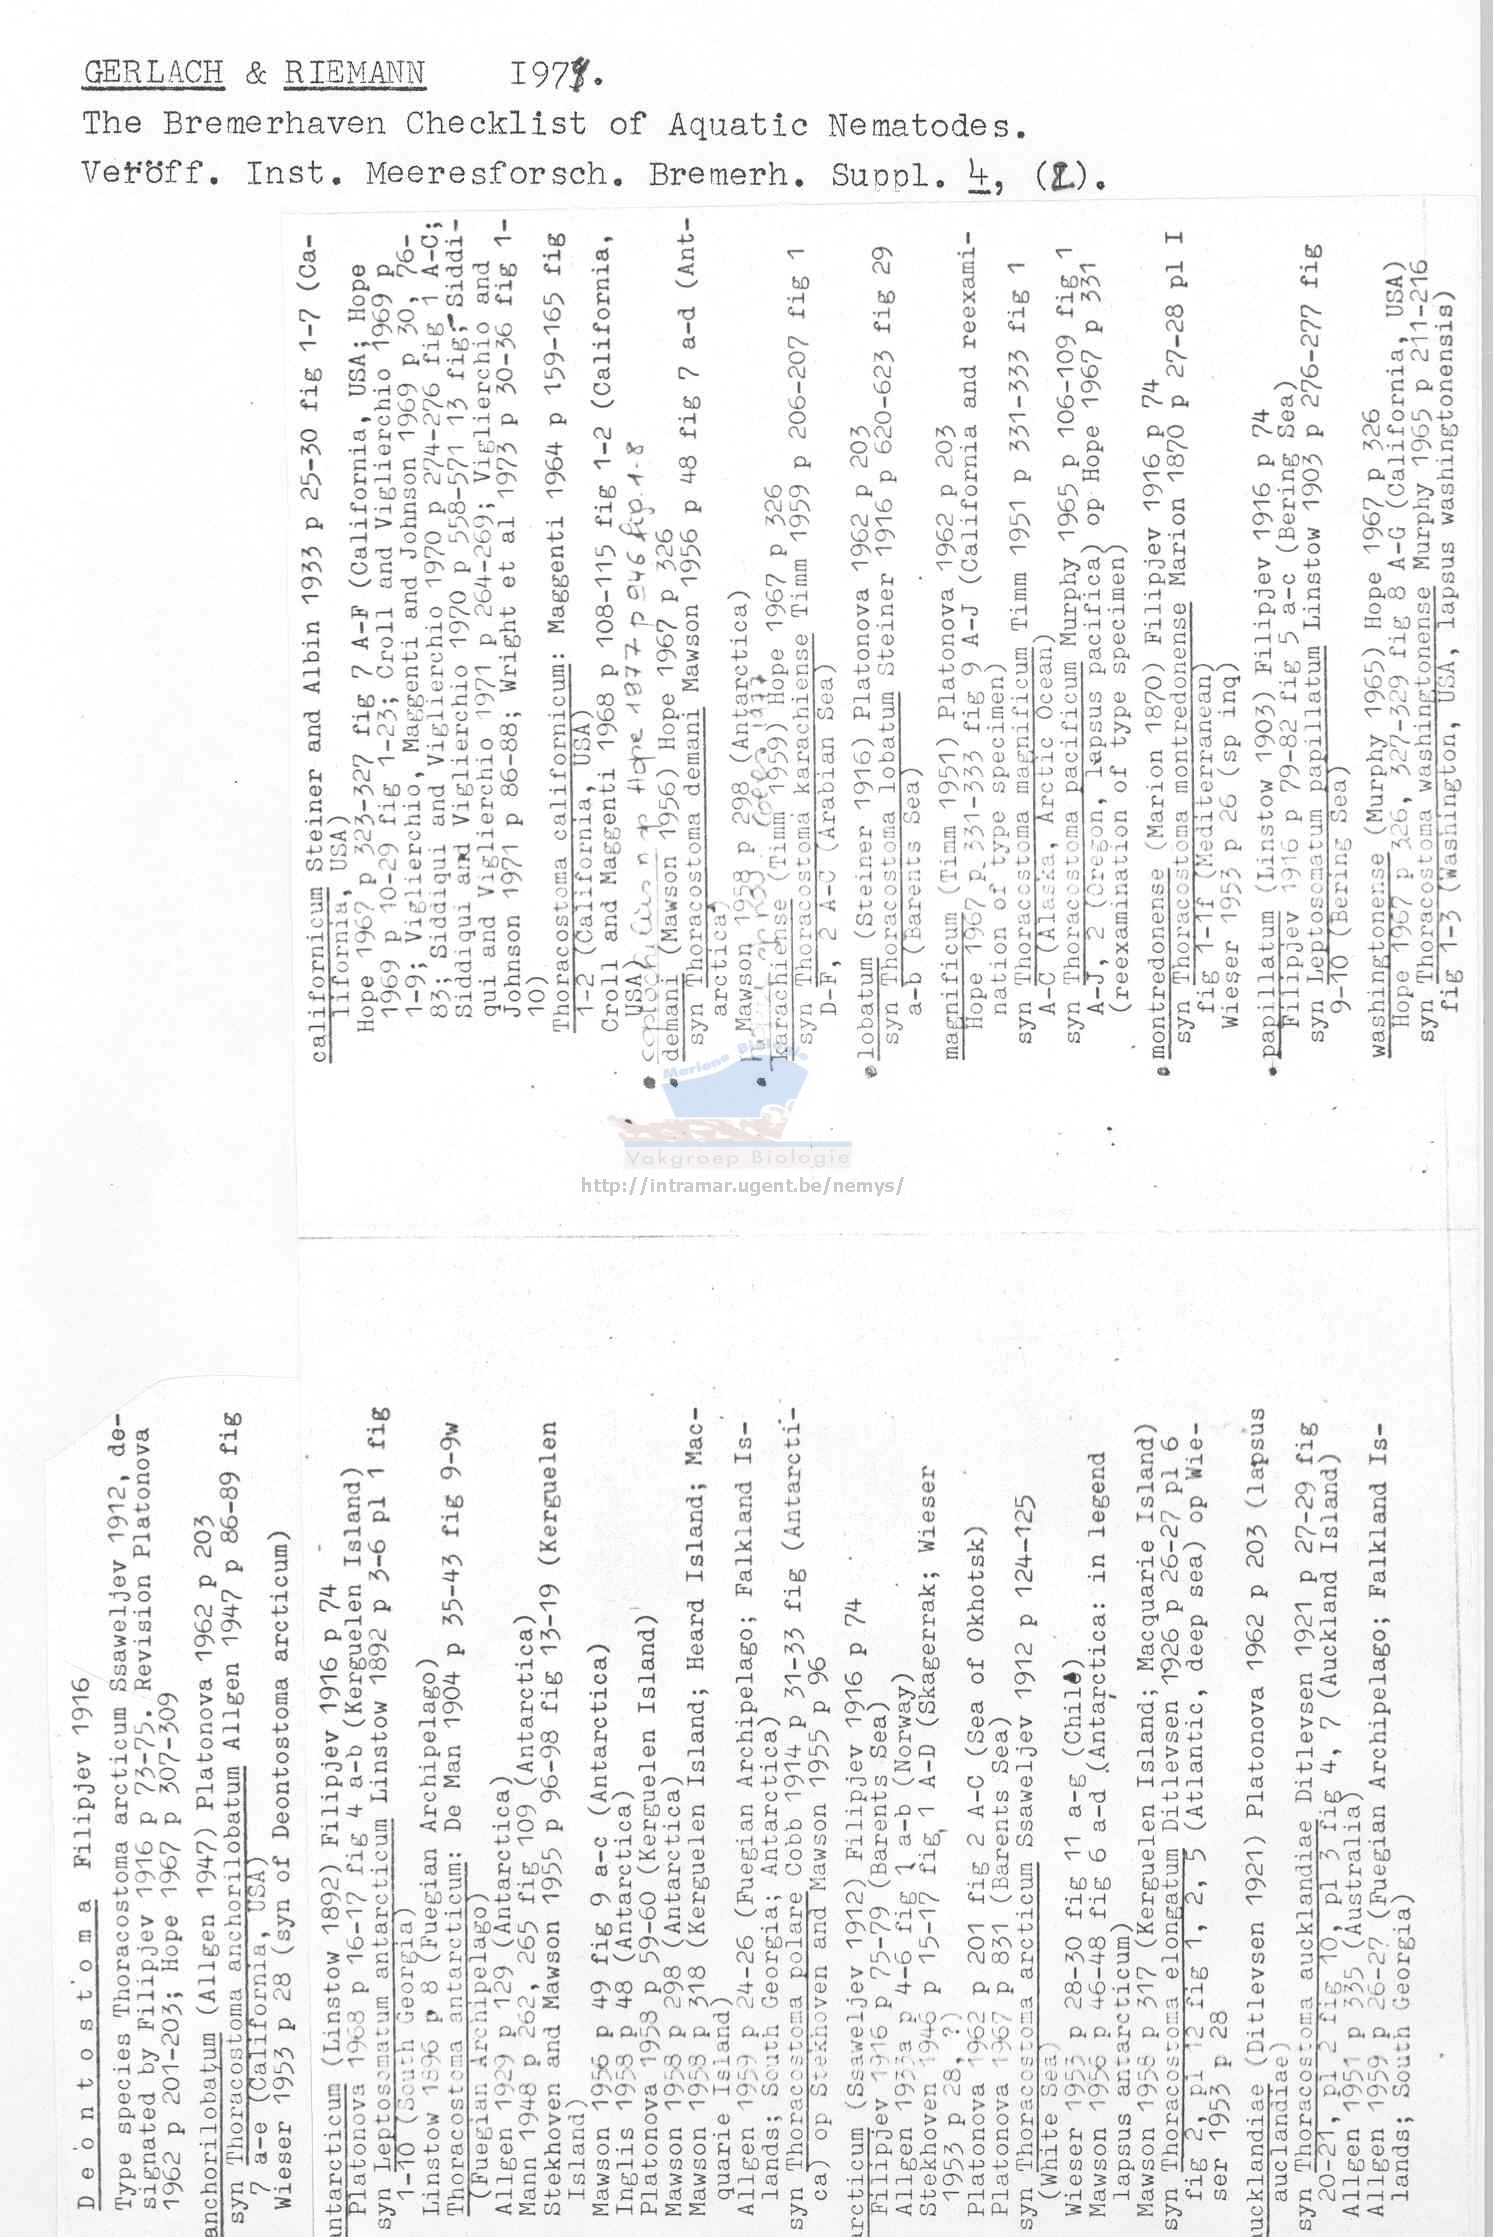 GERLACH & RIEMANN 1974.
The Bremerhaven Checklist of Aquatic Nematodes.
Veröff. Inst. Meeresforsch. Bremerh. Suppl. 4, (2).
Deontostoma Filipjev 1916
Type species Thoracostoma arcticum Ssaweljev 1912, de-
signated by Filipjev 1916 p 73-75. Revision Platonova
1962 p 201-203; Hope 1967 p 307-309
anchorilobatum (Allgen 1947) Platonova 1962 p 203
syn Thoracostoma anchorilobatum Allgen 1947 p 86-89 fig
7 a-e (California, USA)
Wieser 1953 p 28 (syn of Deontostoma arcticum)
antarcticum (Linstow 1892) Filipjev 1916 p 74
Platonova 1968 p 16-17 fig 4 a-b (Kerguelen Island)
syn Leptosomatum antarcticum Linstow 1892 p 3-6 pl 1 fig
1-10 (South Georgia)
Linstow 1896 p 8 (Fuegian Archipelago)
Thoracostoma antarcticum: De Man 1904 p 35-43 fig 9-9w
(Fuegian Archipelago)
Allgen 1929 p 129 (Antarctica)
Mann 1948 p 262, 265 fig 109 (Antarctica)
Stekhoven and Mawson 1955 p 96-98 fig 13-19 (Kerguelen
Island)
Mawson 1956 p 49 fig 9 a-c (Antarctica)
Inglis 1958 p 48 (Antarctica)
Platonova 1958 p 59-60 (Kerguelen Island)
Mawson 1958 p 298 (Antarctica)
Mawson 1958 p 318 (Kerguelen Island; Heard Island; Mac-
quarie Island)
Allgen 1959 p 24-26 (Fuegian Archipelago; Falkland Is-
lands; South Georgia; Antarctica)
syn Thoracostoma polare Cobb 1914 p 31-33 fig (Antarcti-
ca) op Stekhoven and Mawson 1955 p 96
arcticum (Ssaweljev 1912) Filipjev 1916 p 74
Filipjev 1916 p 75-79 (Barents Sea)
Allgen 1933a p 4-6 fig 1 a-b (Norway)
Stekhoven 1946 p 15-17 fig 1 A-D (Skagerrak; Wieser
1953 p 28, ?)
Platonova 1962 p 201 fig 2 A-C (Sea of Okhotsk)
Platonova 1967 p 831 (Barents Sea)
syn Thoracostoma arcticum Ssaweljev 1912 p 124-125
(White Sea)
Wieser 1953 p 28-30 fig 11 a-g (Chile)
Mawson 1956 p 46-48 fig 6 a-d (Antarctica: in legend
lapsus antarcticum)
Mawson 1958 p 317 (Kerguelen Island; Macquarie Island)
syn Thoracostoma elongatum Ditlevsen 1926 p 26-27 pl 6
fig 2, pl 12 fig 1, 2, 5 (Atlantic, deep sea) op Wie-
ser 1953 p 28
aucklandiae (Ditlevsen 1921) Platonova 1962 p 203 (lapsus
auclandiae)
syn Thoracostoma aucklandiae Ditlevsen 1921 p 27-29 fig
20-21, pl 2 fig 10, pl 3 fig 4, 7 (Auckland Island)
Allgen 1951 p 335 (Australia)
Allgen 1959 p 26-27 (Fuegian Archipelago; Falkland Is-
lands; South Georgia)
californicum Steiner and Albin 1933 p 25-30 fig 1-7 (Ca-
lifornia, USA)
Hope 1967 p 323-327 fig 7 A-F (California, USA; Hope
1969 p 10-29 fig 1-23; Croll and Viglierchio 1969 p
1-9; Viglierchio, Maggenti and Johnson 1969 p 30, 76-
83; Siddiqui and Viglierchio 1970 p 274-276 fig 1 A-C;
Siddiqui and Viglierchio 1970 p 558-571 13 fig; Siddi-
qui and Viglierchio 1971 p 264-269; Viglierchio and
Johnson 1971 p 86-88; Wright et al 1973 p 30-36 fig 1-
10)
Thoracostoma californicum: Maggenti 1964 p 159-165 fig
1-2 (California, USA)
Croll and Maggenti 1968 p 108-115 fig 1-2 (California,
USA)
n. sp Hope 1977 p 946 fig. 1-8
demani (Mawson 1956) Hope 1967 p 326
syn Thoracostoma demani Mawson 1956 p 48 fig 7 a-d (Ant-
arctica)
Mawson 1958 p 298 (Antarctica)
karachiense (Timm 1959) Hope 1967 p 326
syn Thoracostoma karachiense Timm 1959 p 206-207 fig 1
D-F, 2 A-C (Arabian Sea)
lobatum (Steiner 1916) Platonova 1962 p 203
syn Thoracostoma lobatum Steiner 1916 p 620-623 fig 29
a-b (Barents Sea)
magnificum (Timm 1951) Platonova 1962 p 203
Hope 1967 p 331-333 fig 9 A-J (California and reexami-
nation of type specimen)
syn Thoracostoma magnificum Timm 1951 p 331-333 fig 1
A-C (Alaska, Arctic Ocean)
syn Thoracostoma pacificum Murphy 1965 p 106-109 fig 1
A-J, 2 (Oregon, lapsus pacifica) op Hope 1967 p 331
(reexamination of type specimen)
montredonense (Marion 1870) Filipjev 1916 p 74
syn Thoracostoma montredonense Marion 1870 p 27-28 pl I
fig 1-1f (Mediterranean)
Wieser 1953 p 26 (sp inq)
papillatum (Linstow 1903) Filipjev 1916 p 74
Filipjev 1916 p 79-82 fig 5 a-c (Bering Sea)
syn Leptosomatum papillatum Linstow 1903 p 276-277 fig
9-10 (Bering Sea)
washingtonense (Murphy 1965) Hope 1967 p 326
Hope 1967 p 326, 327-329 fig 8 A-G (California, USA)
syn Thoracostoma washingtonense Murphy 1965 p 211-216
fig 1-3 (Washington, USA, lapsus washingtonensis)
Mariene Biologie
Vakgroep Biologie
http://intramar.ugent.be/nemys/